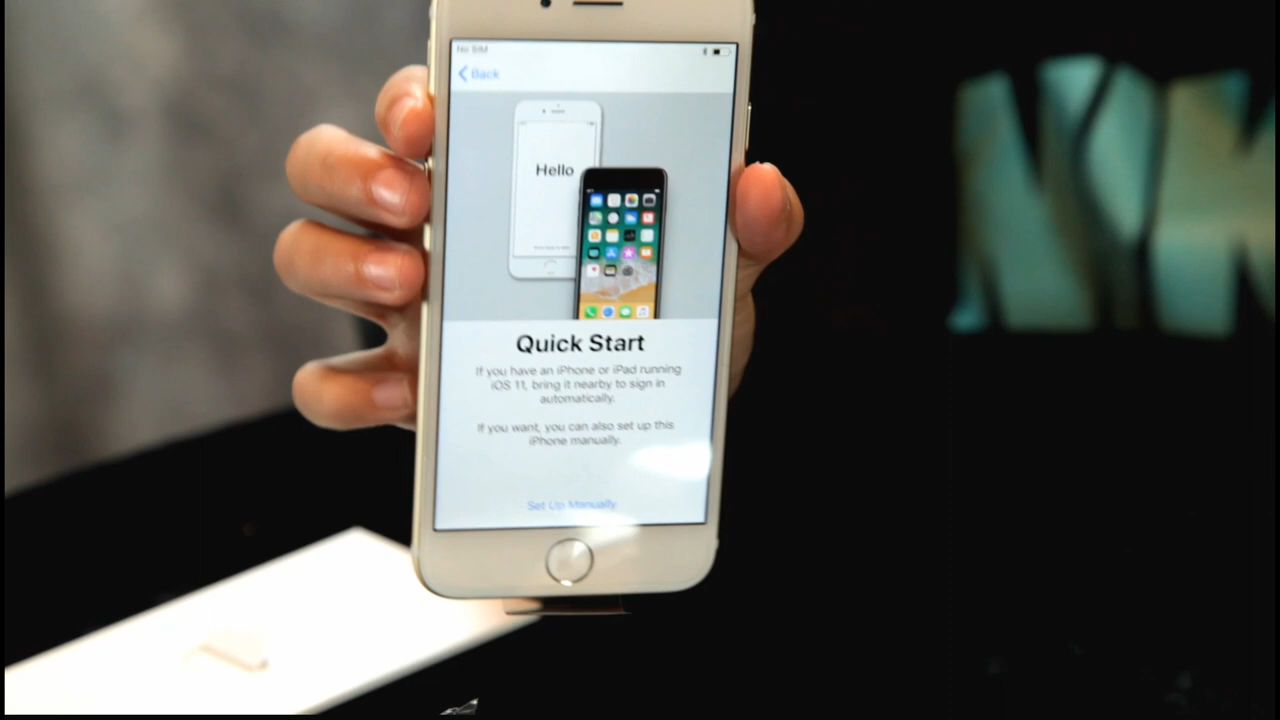 No SIM
Back
Hello
Quick Start
If you have an iPhone or iPad running
iOS 11, bring it nearby to sign in
automatically.
If you want, you can also set up this
iPhone manually.
Set Up Manually